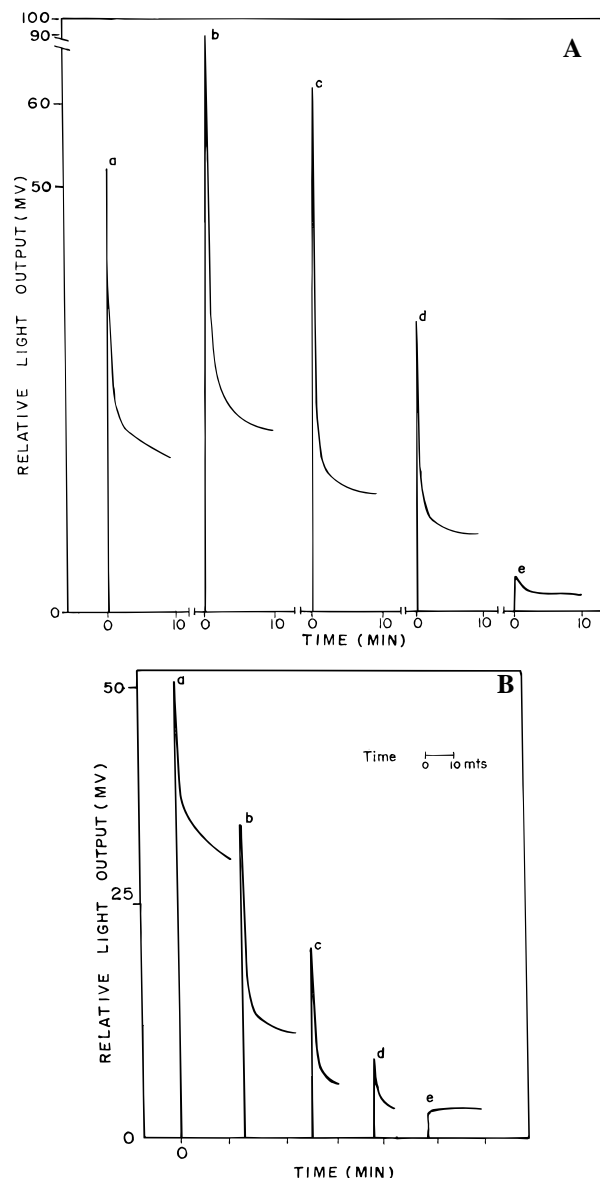 100
90
A
b
c
60
a
50
RELATIVE LIGHT OUTPUT (MV)
d
e
0
0 10 0 10 0 10 0 10 0 10
TIME (MIN)
B
a
50
Time 0 10 mts
b
25
RELATIVE LIGHT OUTPUT (MV)
c
d
e
0
0
TIME (MIN)